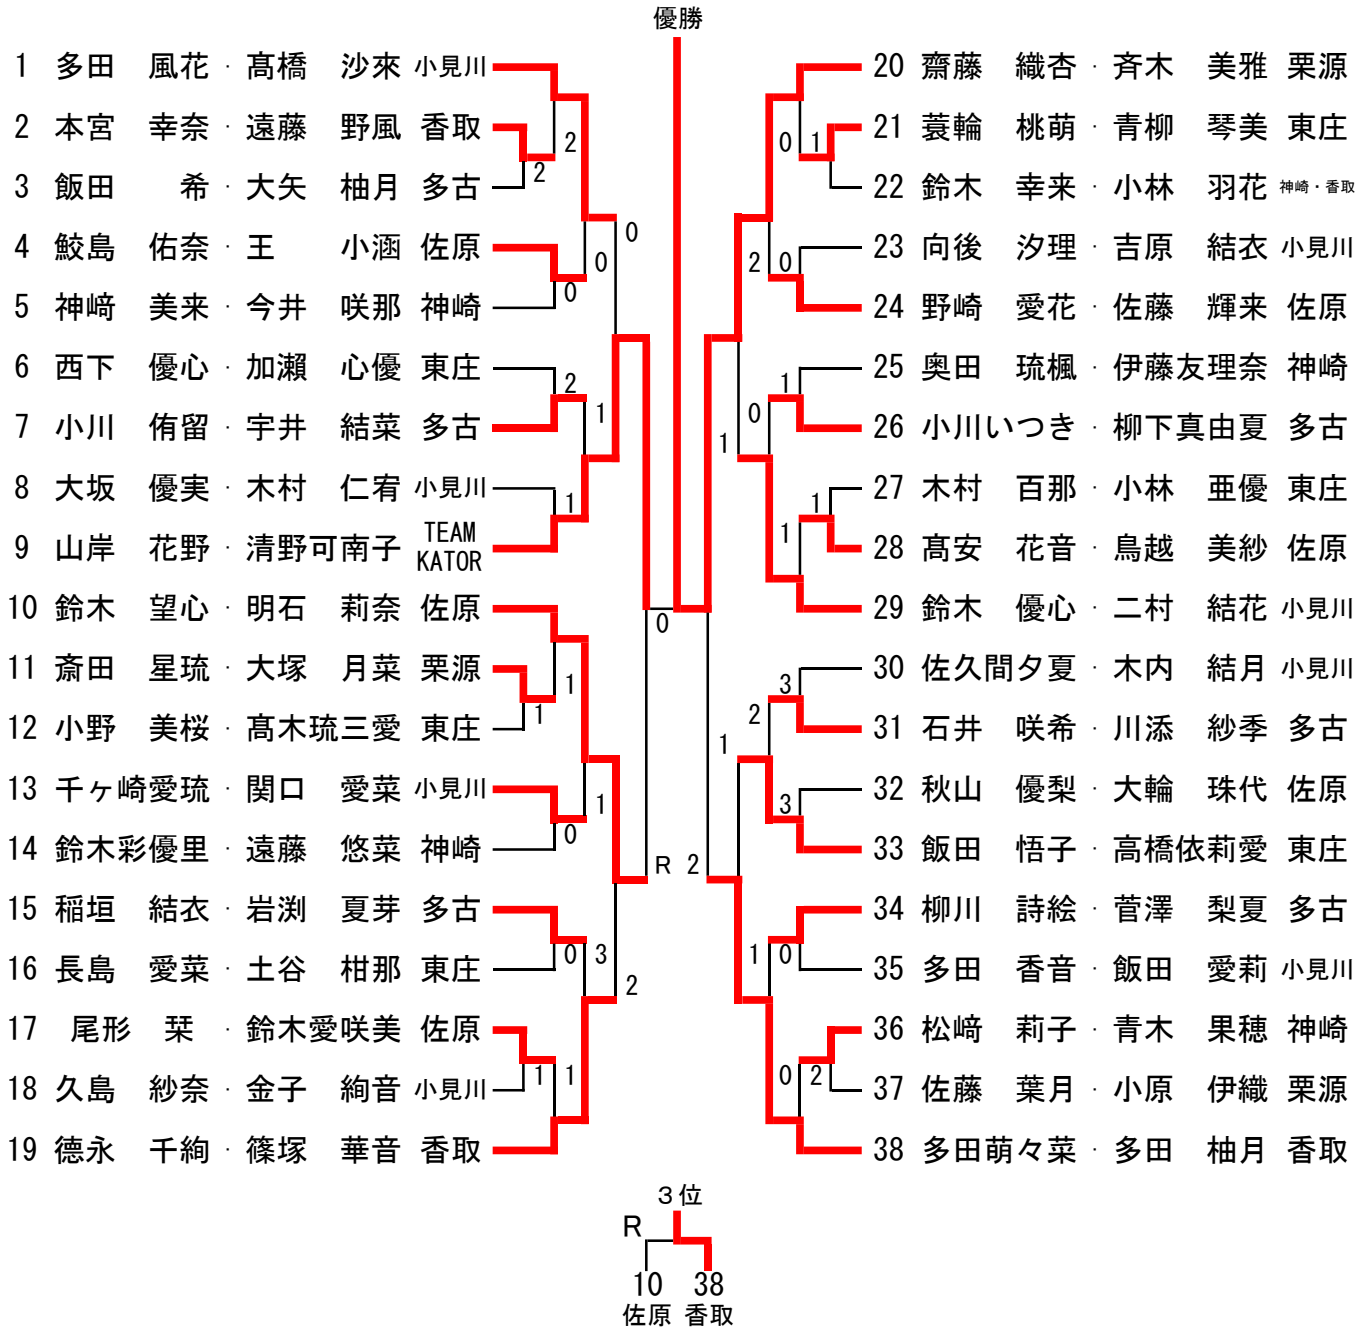 優勝
1 多田 風花 · 髙橋 沙來 小見川
2 本宮 幸奈 · 遠藤 野風 香取
3 飯田 希 · 大矢 柚月 多古
4 鮫島 佑奈 · 王 小涵 佐原
5 神﨑 美来 · 今井 咲那 神崎
6 西下 優心 · 加瀬 心優 東庄
7 小川 侑留 · 宇井 結菜 多古
8 大坂 優実 · 木村 仁宥 小見川
9 山岸 花野 · 清野可南子 TEAM KATOR
10 鈴木 望心 · 明石 莉奈 佐原
11 斎田 星琉 · 大塚 月菜 栗源
12 小野 美桜 · 髙木琉三愛 東庄
13 千ヶ崎愛琉 · 関口 愛菜 小見川
14 鈴木彩優里 · 遠藤 悠菜 神崎
15 稲垣 結衣 · 岩渕 夏芽 多古
16 長島 愛菜 · 土谷 柑那 東庄
17 尾形 栞 · 鈴木愛咲美 佐原
18 久島 紗奈 · 金子 絢音 小見川
19 德永 千絢 · 篠塚 華音 香取
2
2
0
0
0
2
1
1
1
1
0
1
0
3
2
1
1
R
0
20 齋藤 織杏 · 斉木 美雅 栗源
21 蓑輪 桃萌 · 青柳 琴美 東庄
22 鈴木 幸来 · 小林 羽花 神崎・香取
23 向後 汐理 · 吉原 結衣 小見川
24 野崎 愛花 · 佐藤 輝来 佐原
25 奥田 琉楓 · 伊藤友理奈 神崎
26 小川いつき · 柳下真由夏 多古
27 木村 百那 · 小林 亜優 東庄
28 髙安 花音 · 鳥越 美紗 佐原
29 鈴木 優心 · 二村 結花 小見川
30 佐久間夕夏 · 木内 結月 小見川
31 石井 咲希 · 川添 紗季 多古
32 秋山 優梨 · 大輪 珠代 佐原
33 飯田 悟子 · 高橋依莉愛 東庄
34 柳川 詩絵 · 菅澤 梨夏 多古
35 多田 香音 · 飯田 愛莉 小見川
36 松﨑 莉子 · 青木 果穂 神崎
37 佐藤 葉月 · 小原 伊織 栗源
38 多田萌々菜 · 多田 柚月 香取
0
1
2
0
1
0
1
1
1
3
2
3
1
2
1
0
0
2
3位
R
10 38
佐原 香取